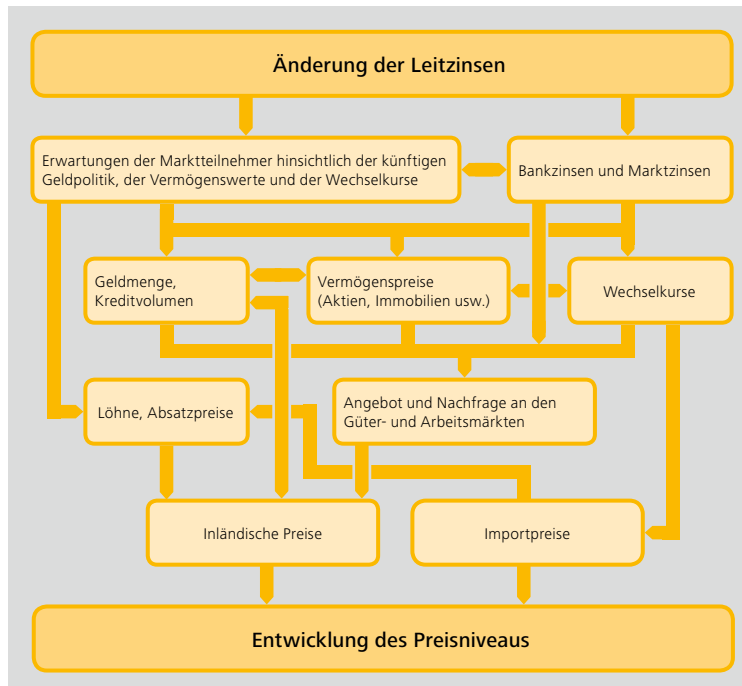 Änderung der Leitzinsen
Erwartungen der Marktteilnehmer hinsichtlich der künftigen
Geldpolitik, der Vermögenswerte und der Wechselkurse
Bankzinsen und Marktzinsen
Geldmenge,
Kreditvolumen
Vermögenspreise
(Aktien, Immobilien usw.)
Wechselkurse
Löhne, Absatzpreise
Angebot und Nachfrage an den
Güter- und Arbeitsmärkten
Inländische Preise
Importpreise
Entwicklung des Preisniveaus